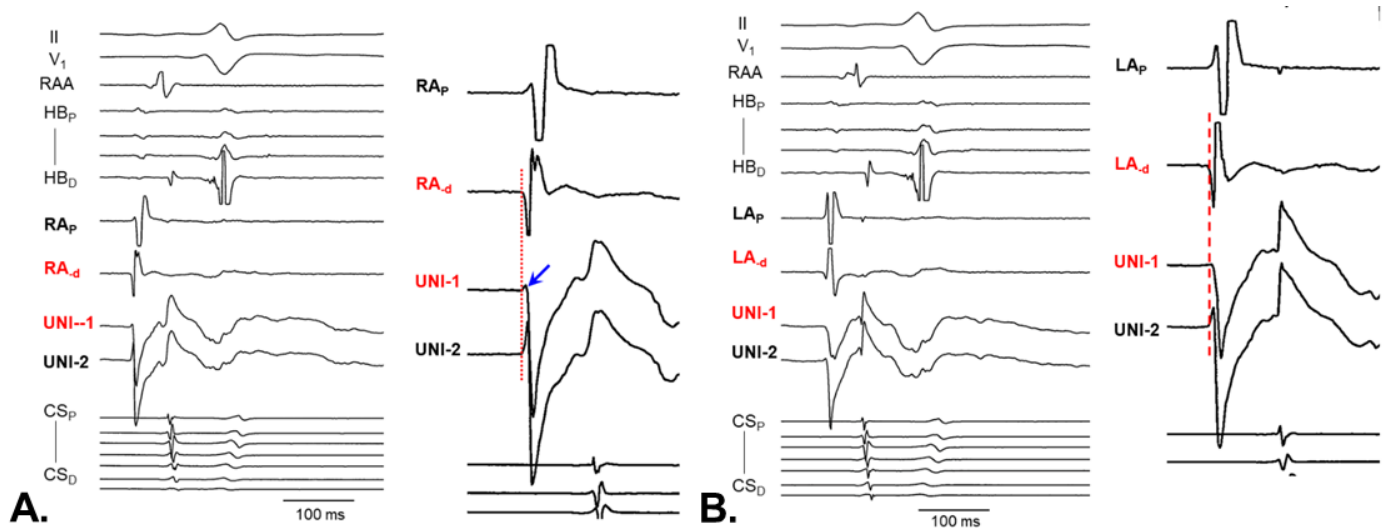 II
V1
RAA
HBP
HBD
RAP
RA-d
UNI--1
UNI-2
CSP
CSD
100 ms
A.
RAP
RA-d
UNI-1
UNI-2
II
V1
RAA
HBP
HBD
LAP
LA-d
UNI-1
UNI-2
CSP
CSD
100 ms
B.
LAP
LA-d
UNI-1
UNI-2